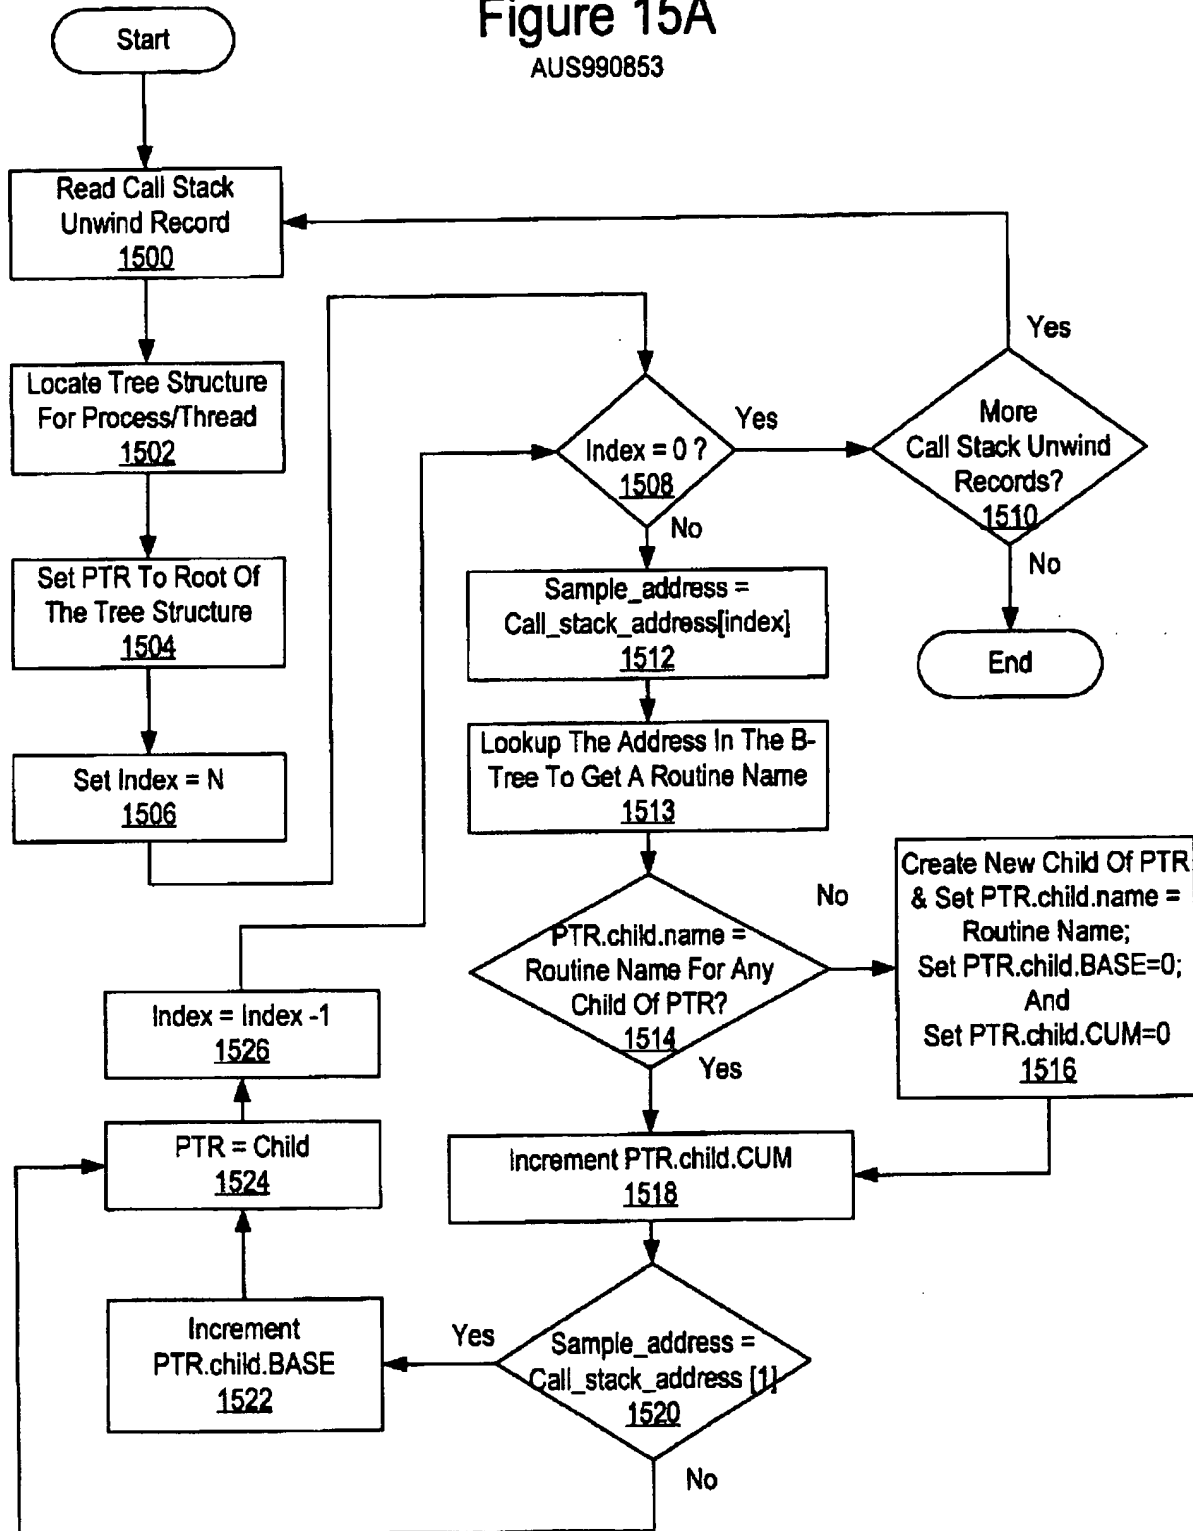 Figure 15A
AUS990853
Start
Read Call Stack
Unwind Record
1500
Locate Tree Structure
For Process/Thread
1502
Set PTR To Root Of
The Tree Structure
1504
Set Index = N
1506
Index = 0 ?
1508
Yes
No
More
Call Stack Unwind
Records?
1510
Yes
No
End
Sample_address =
Call_stack_address[index]
1512
Lookup The Address In The B-
Tree To Get A Routine Name
1513
PTR.child.name =
Routine Name For Any
Child Of PTR?
1514
No
Yes
Create New Child Of PTR
& Set PTR.child.name =
Routine Name;
Set PTR.child.BASE=0;
And
Set PTR.child.CUM=0
1516
Increment PTR.child.CUM
1518
Sample_address =
Call_stack_address [1]
1520
Yes
No
Increment
PTR.child.BASE
1522
PTR = Child
1524
Index = Index -1
1526